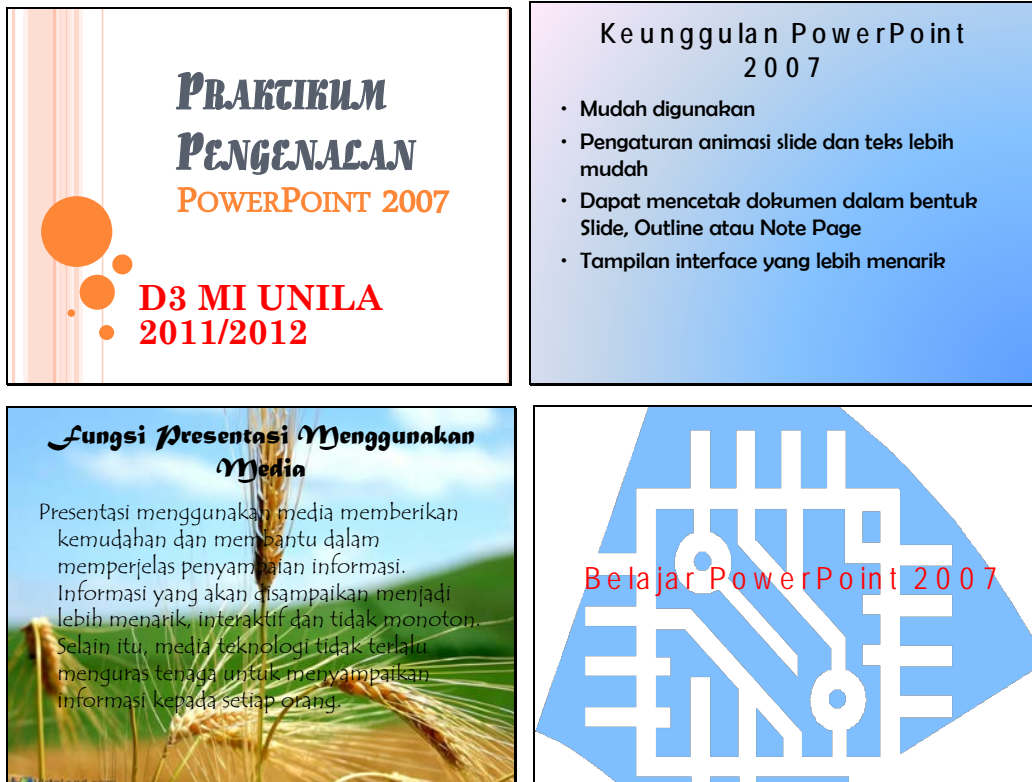 PRAKTIKUM
PENGENALAN
POWERPOINT 2007
D3 MI UNILA
2011/2012
Keunggulan PowerPoint
2007
• Mudah digunakan
• Pengaturan animasi slide dan teks lebih
mudah
• Dapat mencetak dokumen dalam bentuk
Slide, Outline atau Note Page
• Tampilan interface yang lebih menarik
Fungsi Presentasi Menggunakan
Media
Presentasi menggunakan media memberikan
kemudahan dan membantu dalam
memperjelas penyampaian informasi.
Informasi yang akan disampaikan menjadi
lebih menarik, interaktif dan tidak monoton.
Selain itu, media teknologi tidak terlalu
menguras tenaga untuk menyampaikan
informasi kepada setiap orang.
Belajar PowerPoint 2007